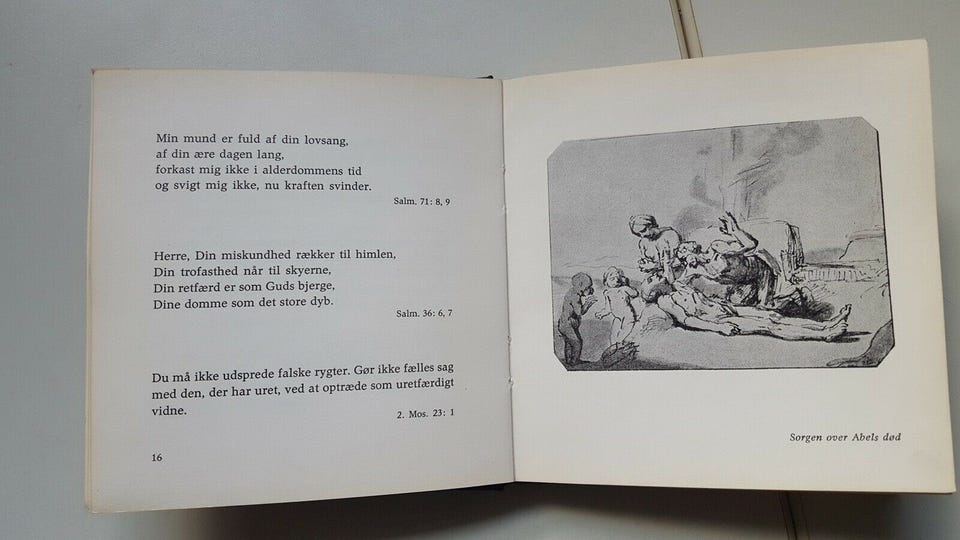 Min mund er fuld af din lovsang,
af din ære dagen lang,
forkast mig ikke i alderdommens tid
og svigt mig ikke, nu kraften svinder.
Salm. 71: 8, 9
Herre, Din miskundhed rækker til himlen,
Din trofasthed når til skyerne,
Din retfærd er som Guds bjerge,
Dine domme som det store dyb.
Salm. 36: 6, 7
Du må ikke udsprede falske rygter. Gør ikke fælles sag
med den, der har uret, ved at optræde som uretfærdigt
vidne.
2. Mos. 23: 1
16
Sorgen over Abels død